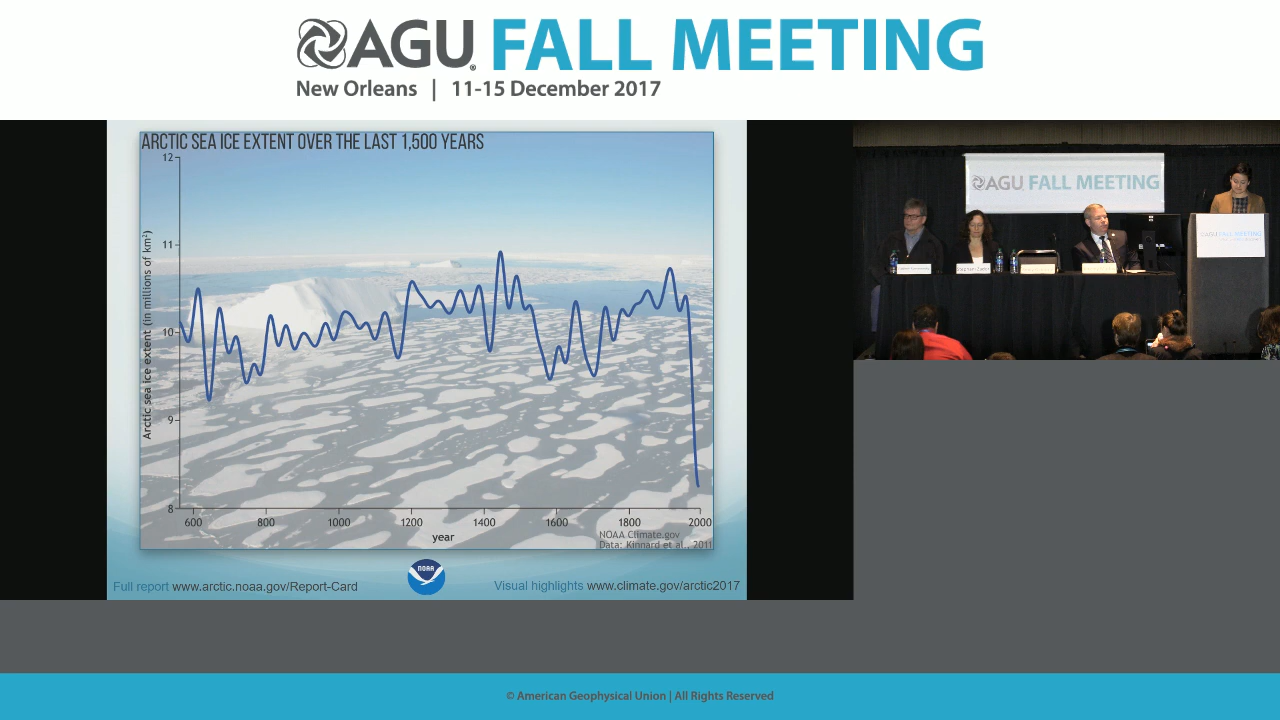 AGU FALL MEETING
New Orleans | 11-15 December 2017
ARCTIC SEA ICE EXTENT OVER THE LAST 1,500 YEARS
Arctic sea ice extent (in millions of km²)
12
11
10
9
8
600 800 1000 1200 1400 1600 1800 2000
year
NOAA Climate.gov
Data: Kinnard et al., 2011
NOAA
Full report www.arctic.noaa.gov/Report-Card
Visual highlights www.climate.gov/arctic2017
AGU FALL MEETING
AGU FALL MEETING
© American Geophysical Union | All Rights Reserved